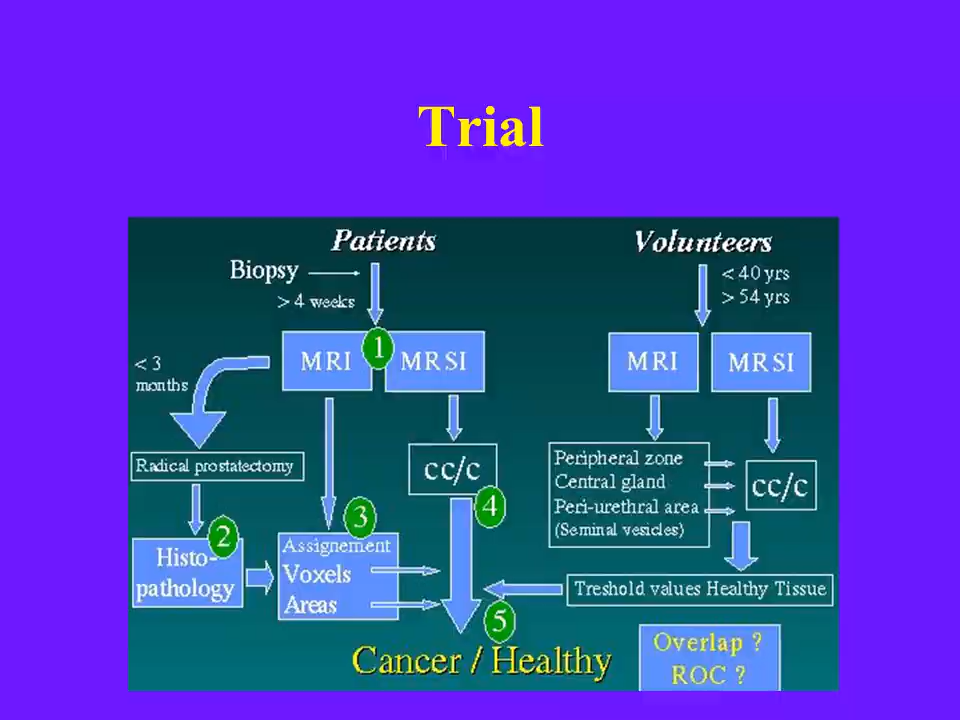 Trial
Patients
Volunteers
Biopsy
> 4 weeks
< 40 yrs
> 54 yrs
1
MRI
MRSI
MRI
MRSI
< 3
months
Radical prostatectomy
cc/c
Peripheral zone
Central gland
Peri-urethral area
(Seminal vesicles)
cc/c
2
3
4
Histo-
pathology
Assignement
Voxels
Areas
Treshold values Healthy Tissue
5
Cancer / Healthy
Overlap ?
ROC ?